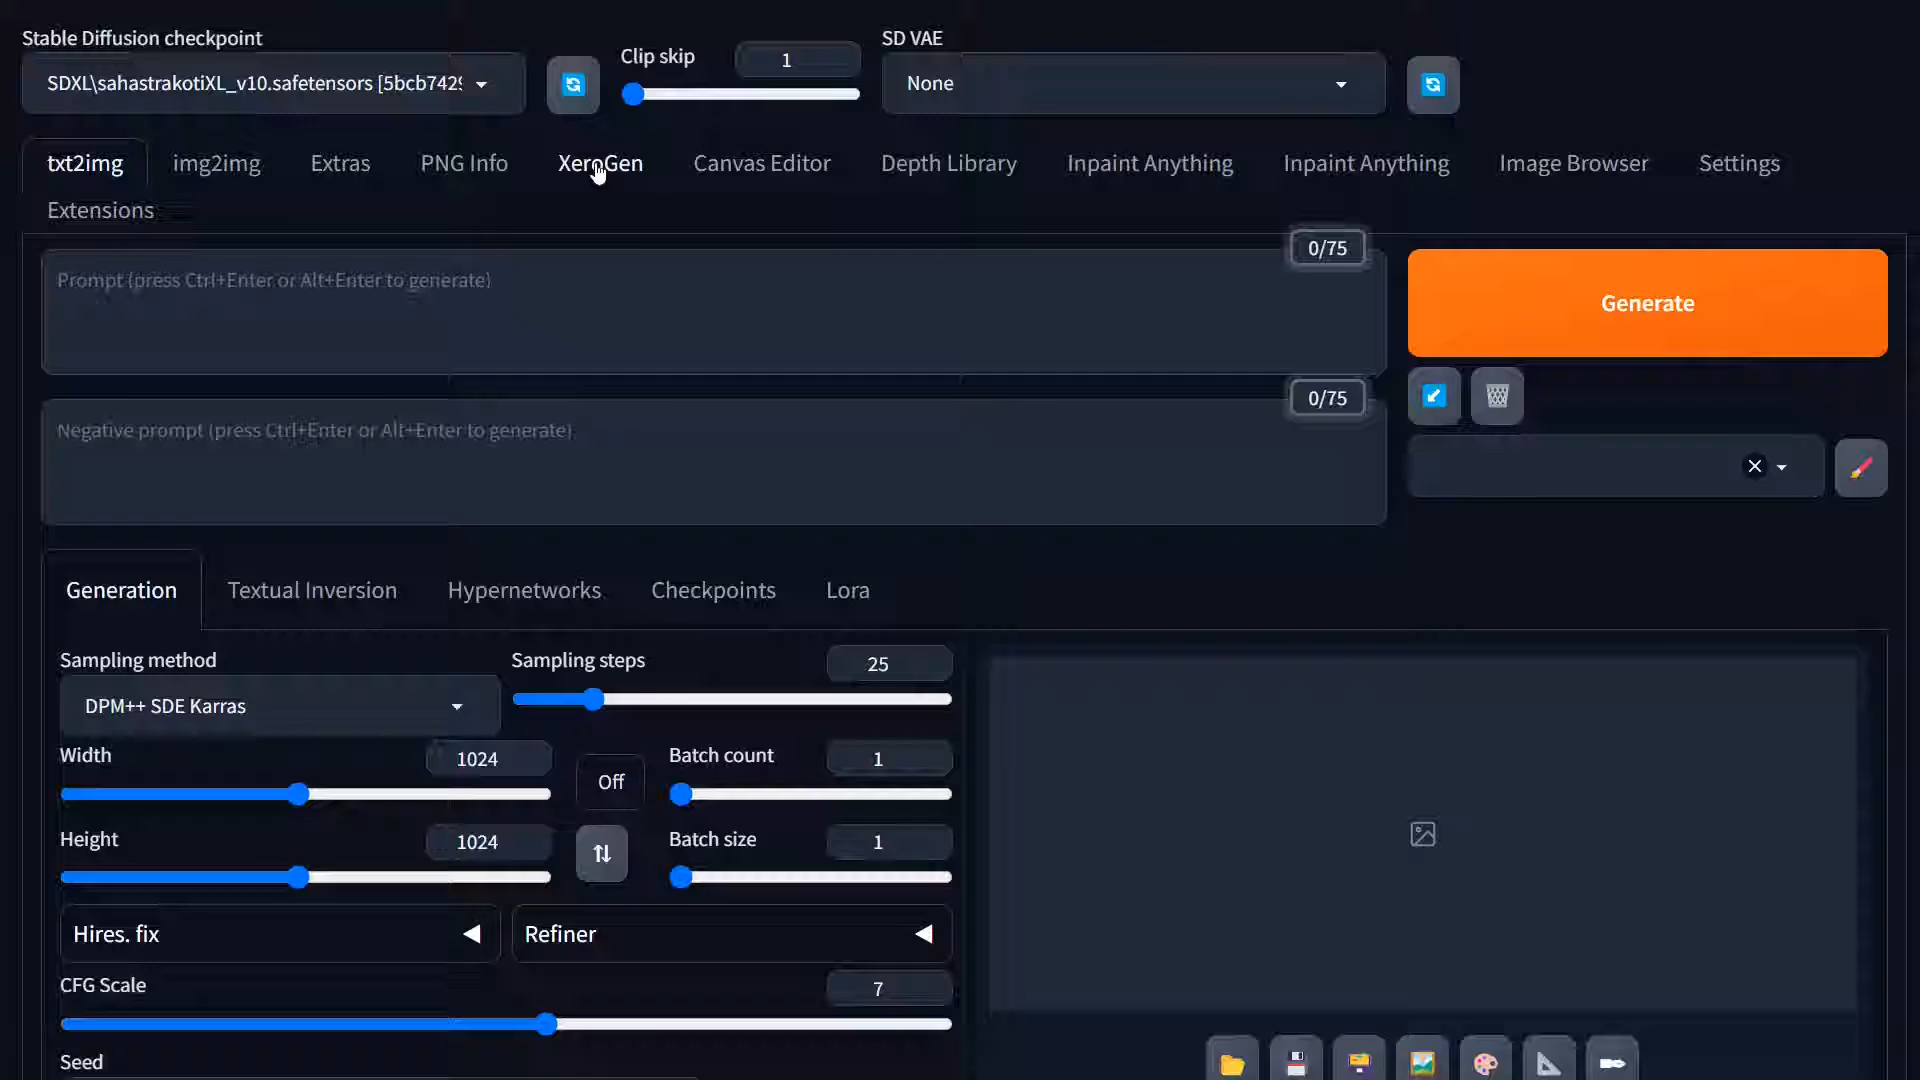 Stable Diffusion checkpoint
SDXL\sahastrakotiXL_v10.safetensors [5bcb7429
Clip skip
1
SD VAE
None
txt2img
img2img
Extras
PNG Info
XeroGen
Canvas Editor
Depth Library
Inpaint Anything
Inpaint Anything
Image Browser
Settings
Extensions
0/75
Prompt (press Ctrl+Enter or Alt+Enter to generate)
Generate
0/75
Negative prompt (press Ctrl+Enter or Alt+Enter to generate)
Generation
Textual Inversion
Hypernetworks
Checkpoints
Lora
Sampling method
DPM++ SDE Karras
Sampling steps
25
Width
1024
Off
Batch count
1
Height
1024
Batch size
1
Hires. fix
Refiner
CFG Scale
7
Seed